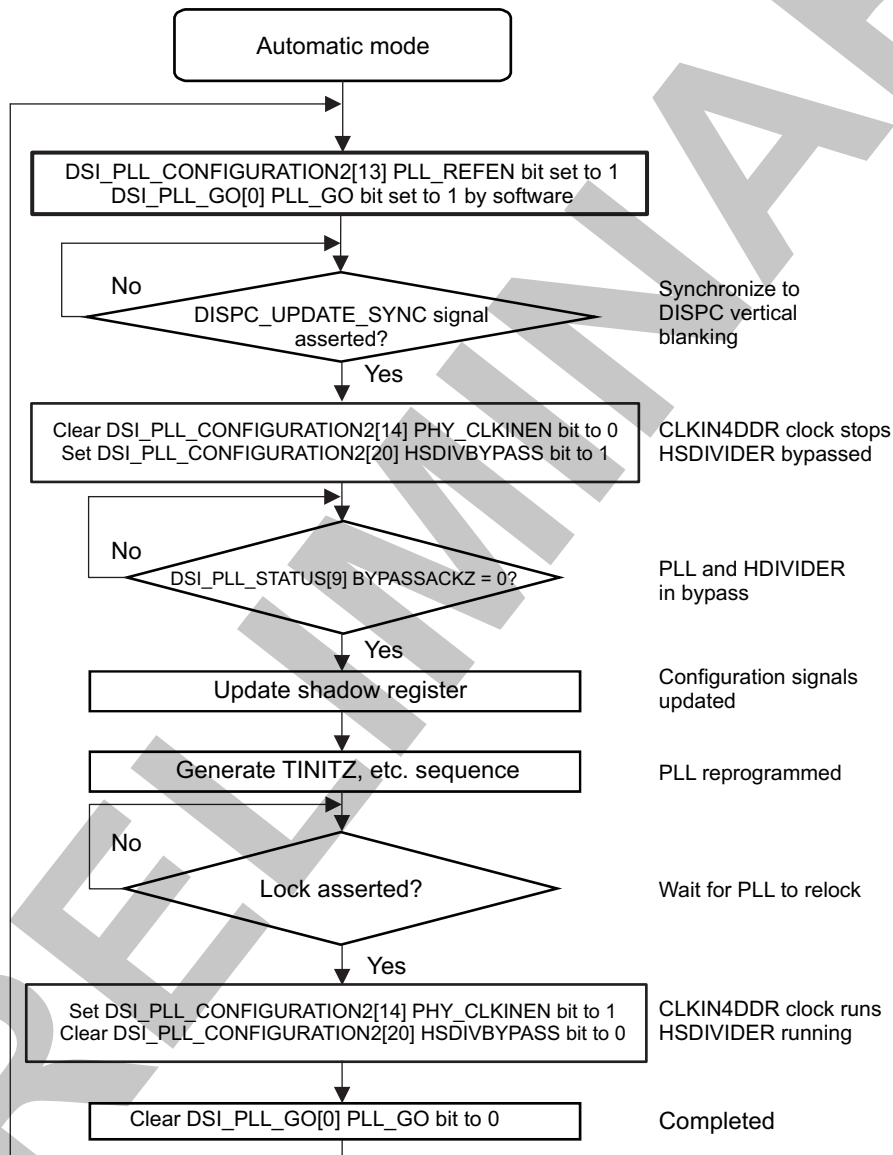 Automatic mode
DSI_PLL_CONFIGURATION2[13] PLL_REFEN bit set to 1
DSI_PLL_GO[0] PLL_GO bit set to 1 by software
No
DISPC_UPDATE_SYNC signal
asserted?
Synchronize to
DISPC vertical
blanking
Yes
Clear DSI_PLL_CONFIGURATION2[14] PHY_CLKINEN bit to 0
Set DSI_PLL_CONFIGURATION2[20] HSDIVBYPASS bit to 1
CLKIN4DDR clock stops
HSDIVIDER bypassed
No
DSI_PLL_STATUS[9] BYPASSACKZ = 0?
PLL and HDIVIDER
in bypass
Yes
Update shadow register
Configuration signals
updated
Generate TINITZ, etc. sequence
PLL reprogrammed
No
Lock asserted?
Wait for PLL to relock
Yes
Set DSI_PLL_CONFIGURATION2[14] PHY_CLKINEN bit to 1
Clear DSI_PLL_CONFIGURATION2[20] HSDIVBYPASS bit to 0
CLKIN4DDR clock runs
HSDIVIDER running
Clear DSI_PLL_GO[0] PLL_GO bit to 0
Completed
RELIMINA